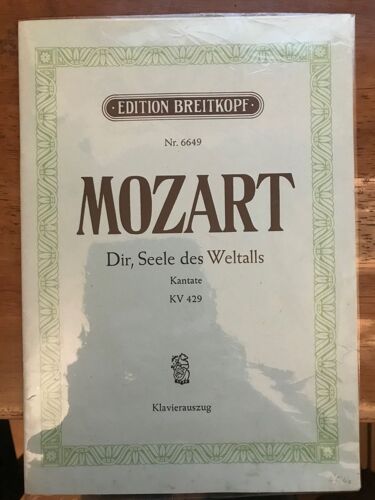 · EDITION BREITKOPF ·
Nr. 6649
MOZART
Dir, Seele des Weltalls
Kantate
KV 429
Klavierauszug